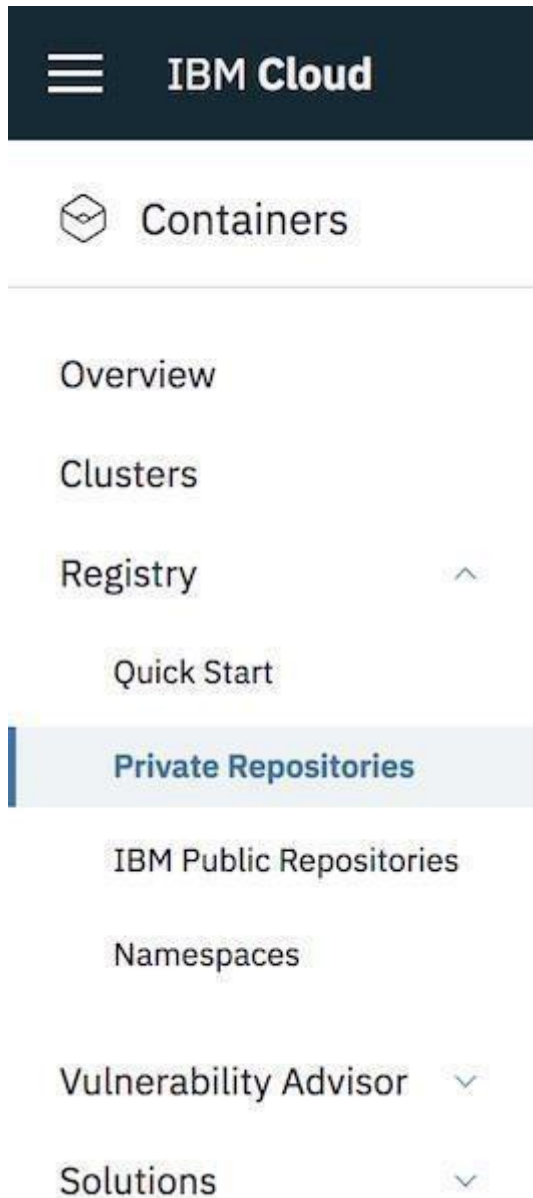 IBM Cloud
Containers
Overview
Clusters
Registry
Quick Start
Private Repositories
IBM Public Repositories
Namespaces
Vulnerability Advisor
Solutions